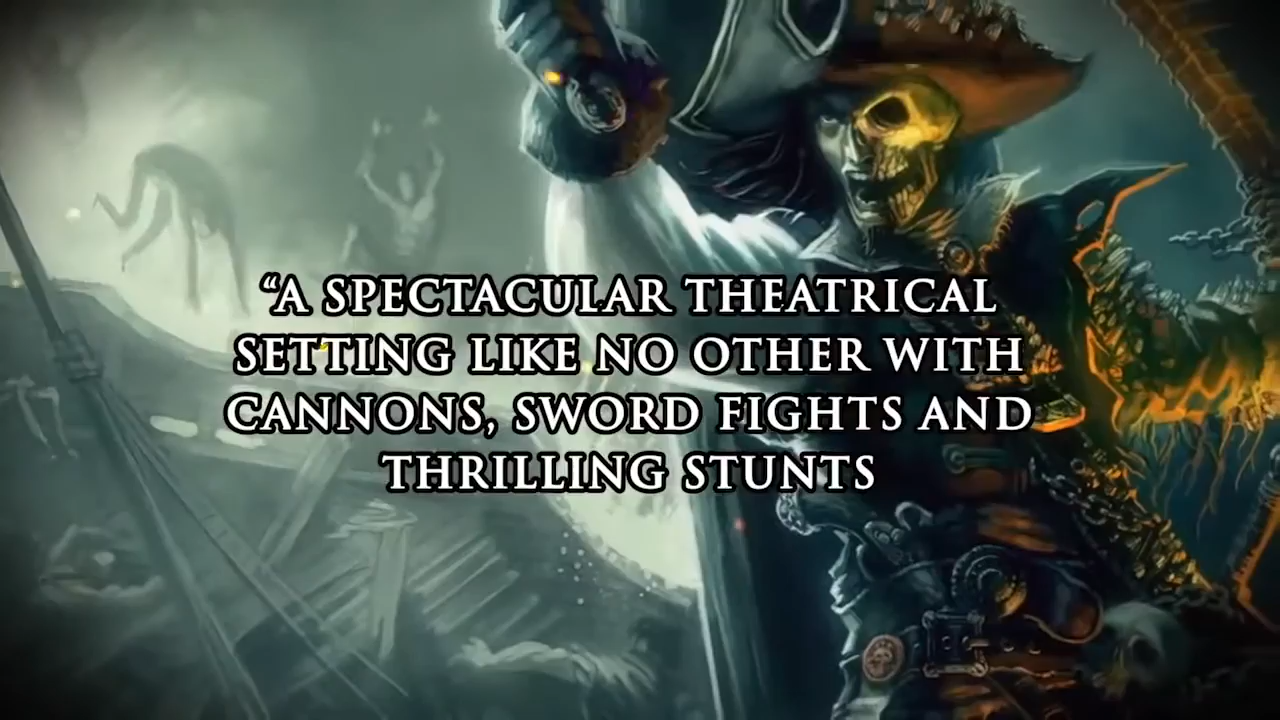 “A SPECTACULAR THEATRICAL
SETTING LIKE NO OTHER WITH
CANNONS, SWORD FIGHTS AND
THRILLING STUNTS